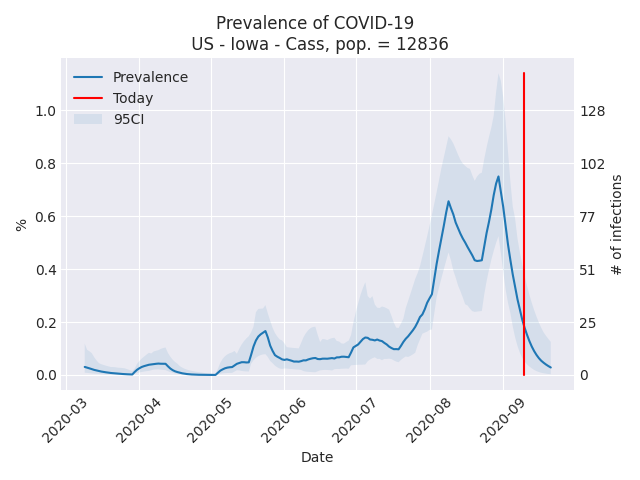 Prevalence of COVID-19
US - Iowa - Cass, pop. = 12836
Prevalence
Today
95CI
1.0
0.8
0.6
0.4
0.2
0.0
%
128
102
77
51
25
0
# of infections
2020-03
2020-04
2020-05
2020-06
2020-07
2020-08
2020-09
Date